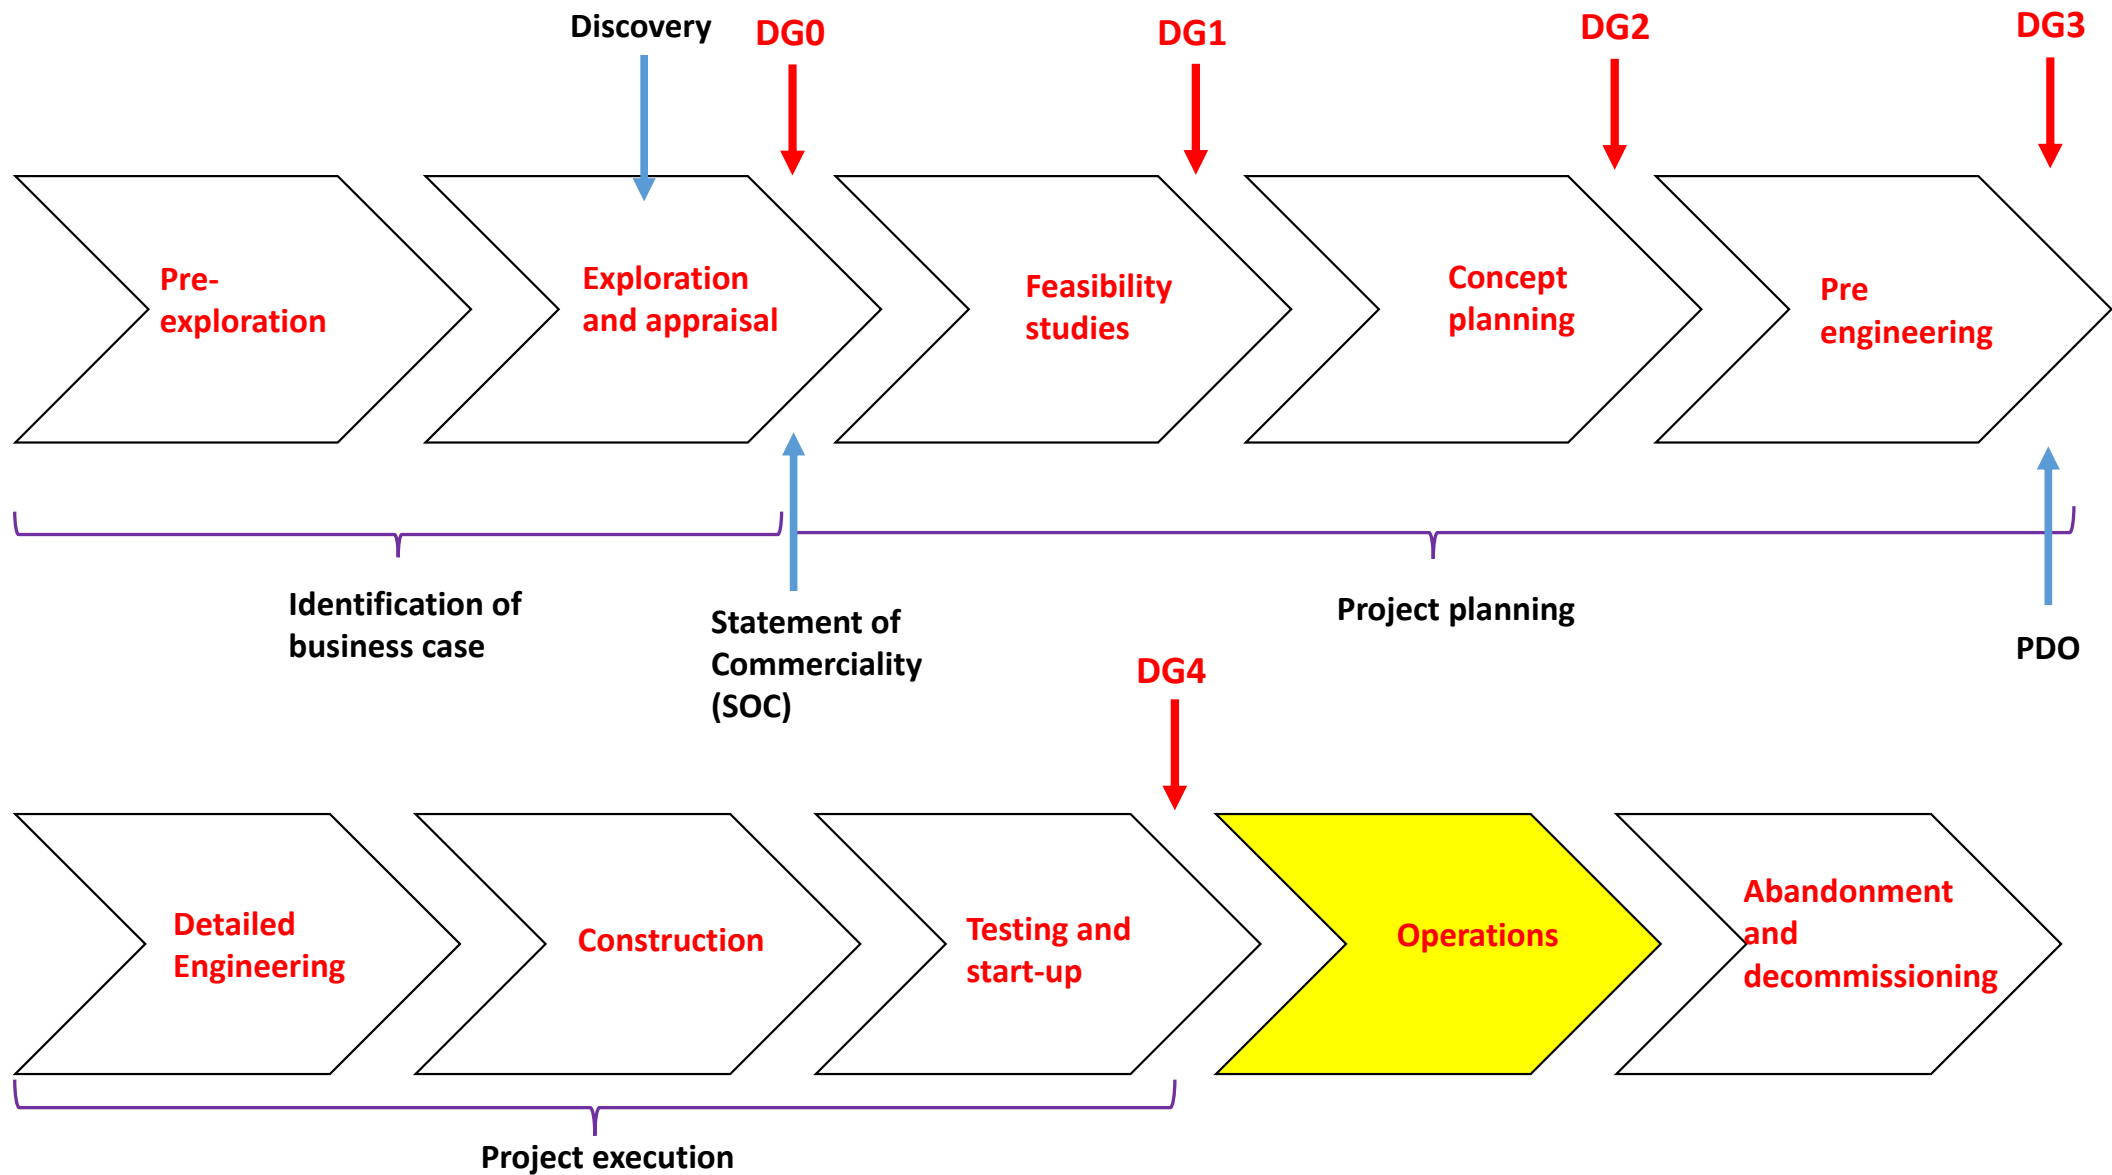 Discovery
DG0
DG1
DG2
DG3
Pre-
exploration
Exploration
and appraisal
Feasibility
studies
Concept
planning
Pre
engineering
Identification of
business case
Statement of
Commerciality
(SOC)
Project planning
PDO
DG4
Detailed
Engineering
Construction
Testing and
start-up
Operations
Abandonment
and
decommissioning
Project execution